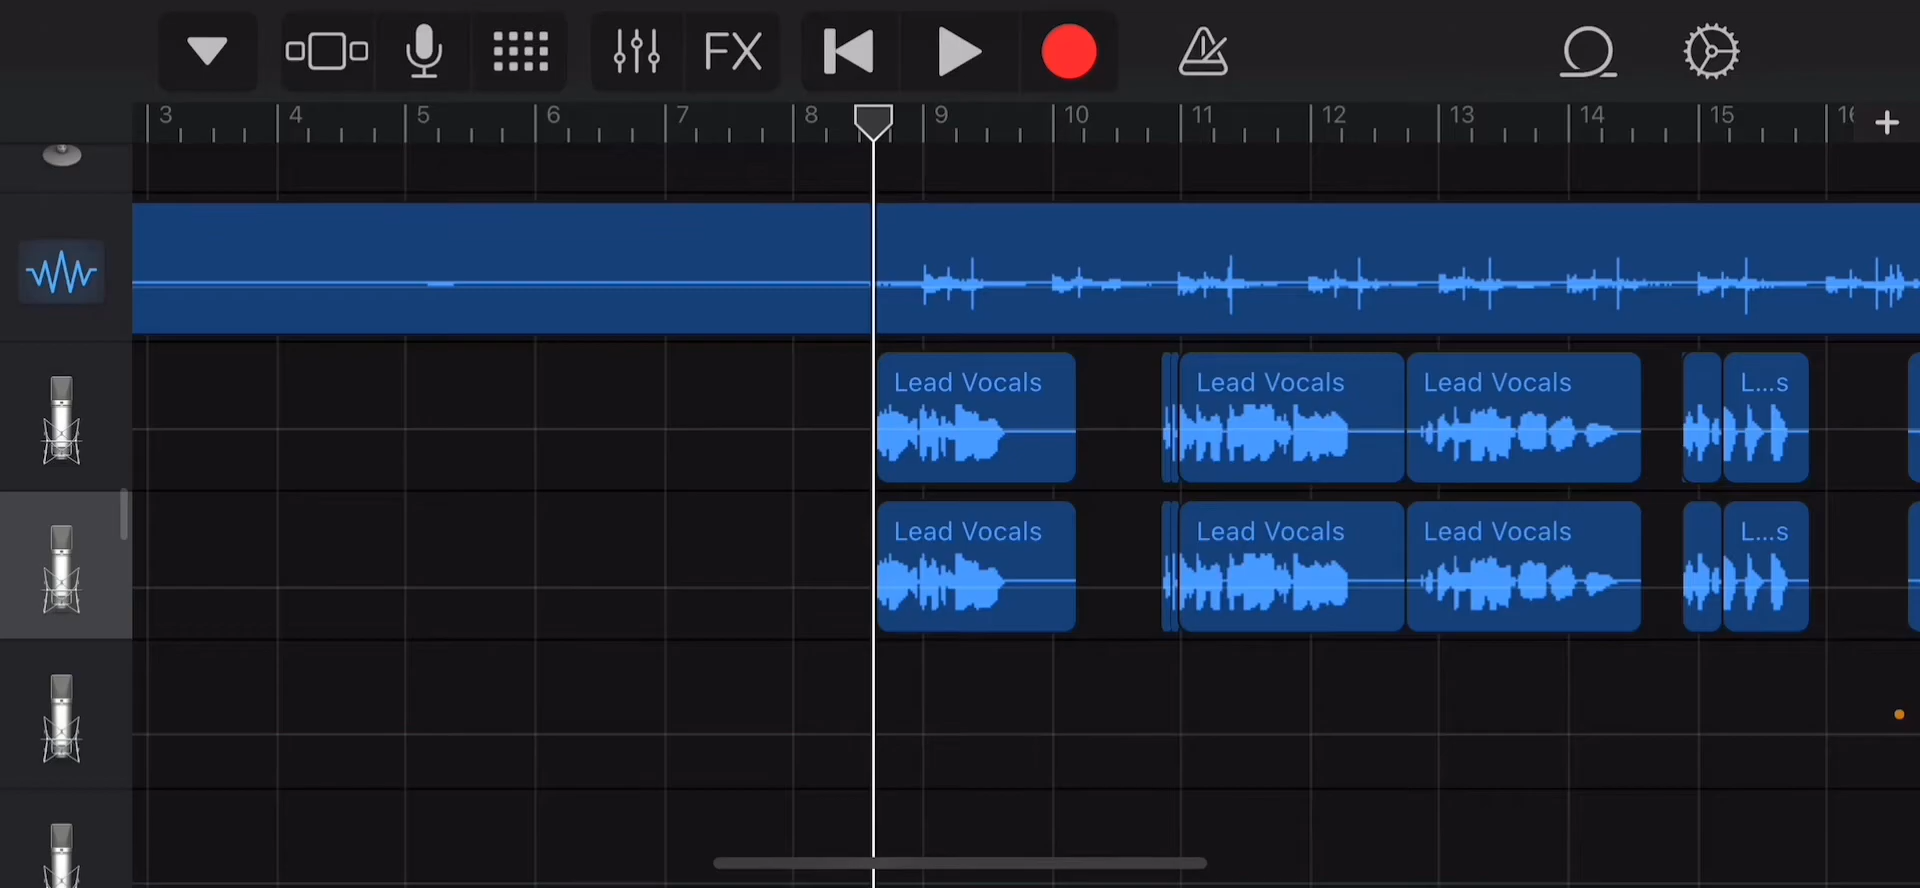 FX
3 4 5 6 7 8 9 10 11 12 13 14 15
Lead Vocals Lead Vocals Lead Vocals L...s
Lead Vocals Lead Vocals Lead Vocals L...s